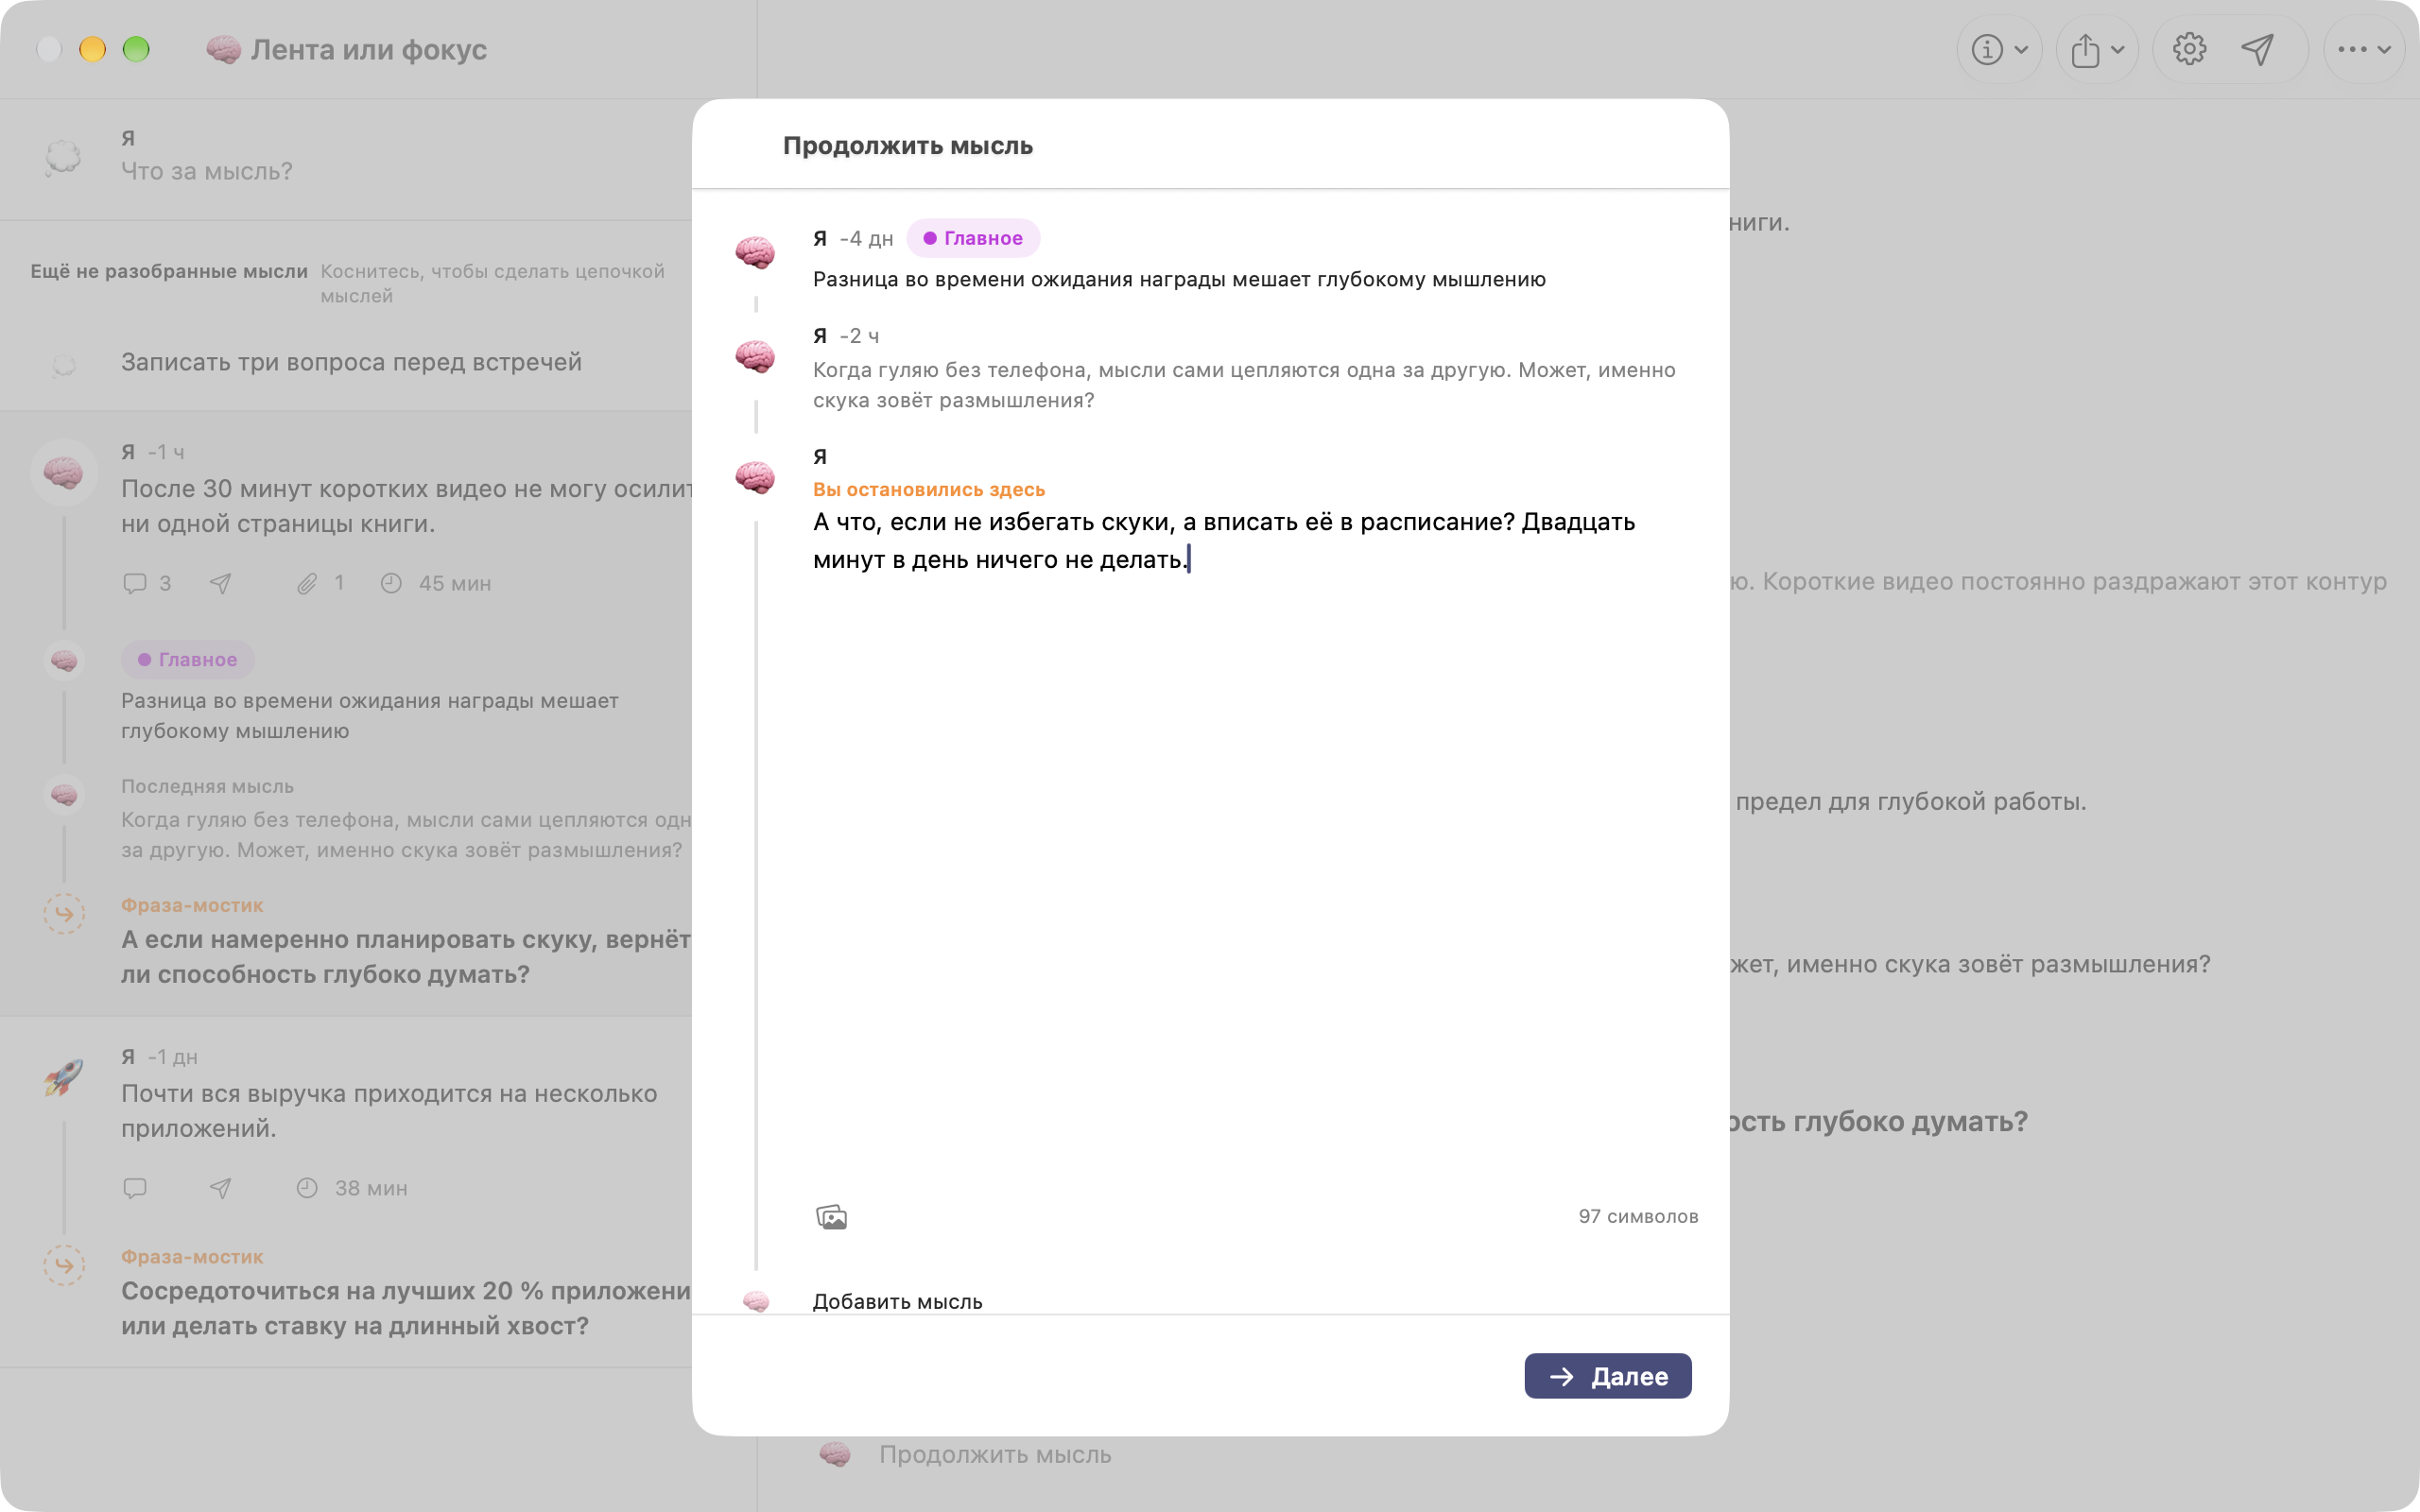 Лента или фокус
Я
Что за мысль?
Ещё не разобранные мысли
Коснитесь, чтобы сделать цепочкой
мыслей
Записать три вопроса перед встречей
Я -1 ч
После 30 минут коротких видео не могу
ни одной страницы книги.
3
1
45 мин
Главное
Разница во времени ожидания награды мешает
глубокому мышлению
Последняя мысль
Когда гуляю без телефона, мысли сами цепляются
за другую. Может, именно скука зовёт размышления?
Фраза-мостик
А если намеренно планировать скуку,
ли способность глубоко думать?
Я -1 дн
Почти вся выручка приходится на несколько
приложений.
38 мин
Фраза-мостик
Сосредоточиться на лучших 20 %
или делать ставку на длинный хвост?
Продолжить мысль
Я -4 дн Главное
Разница во времени ожидания награды мешает глубокому мышлению
Я -2 ч
Когда гуляю без телефона, мысли сами цепляются одна за другую. Может, именно
скука зовёт размышления?
Я
Вы остановились здесь
А что, если не избегать скуки, а вписать её в расписание? Двадцать
минут в день ничего не делать.
97 символов
Добавить мысль
Далее
ниги.
ю. Короткие видео постоянно раздражают этот контур
предел для глубокой работы.
жет, именно скука зовёт размышления?
ость глубоко думать?
Продолжить мысль